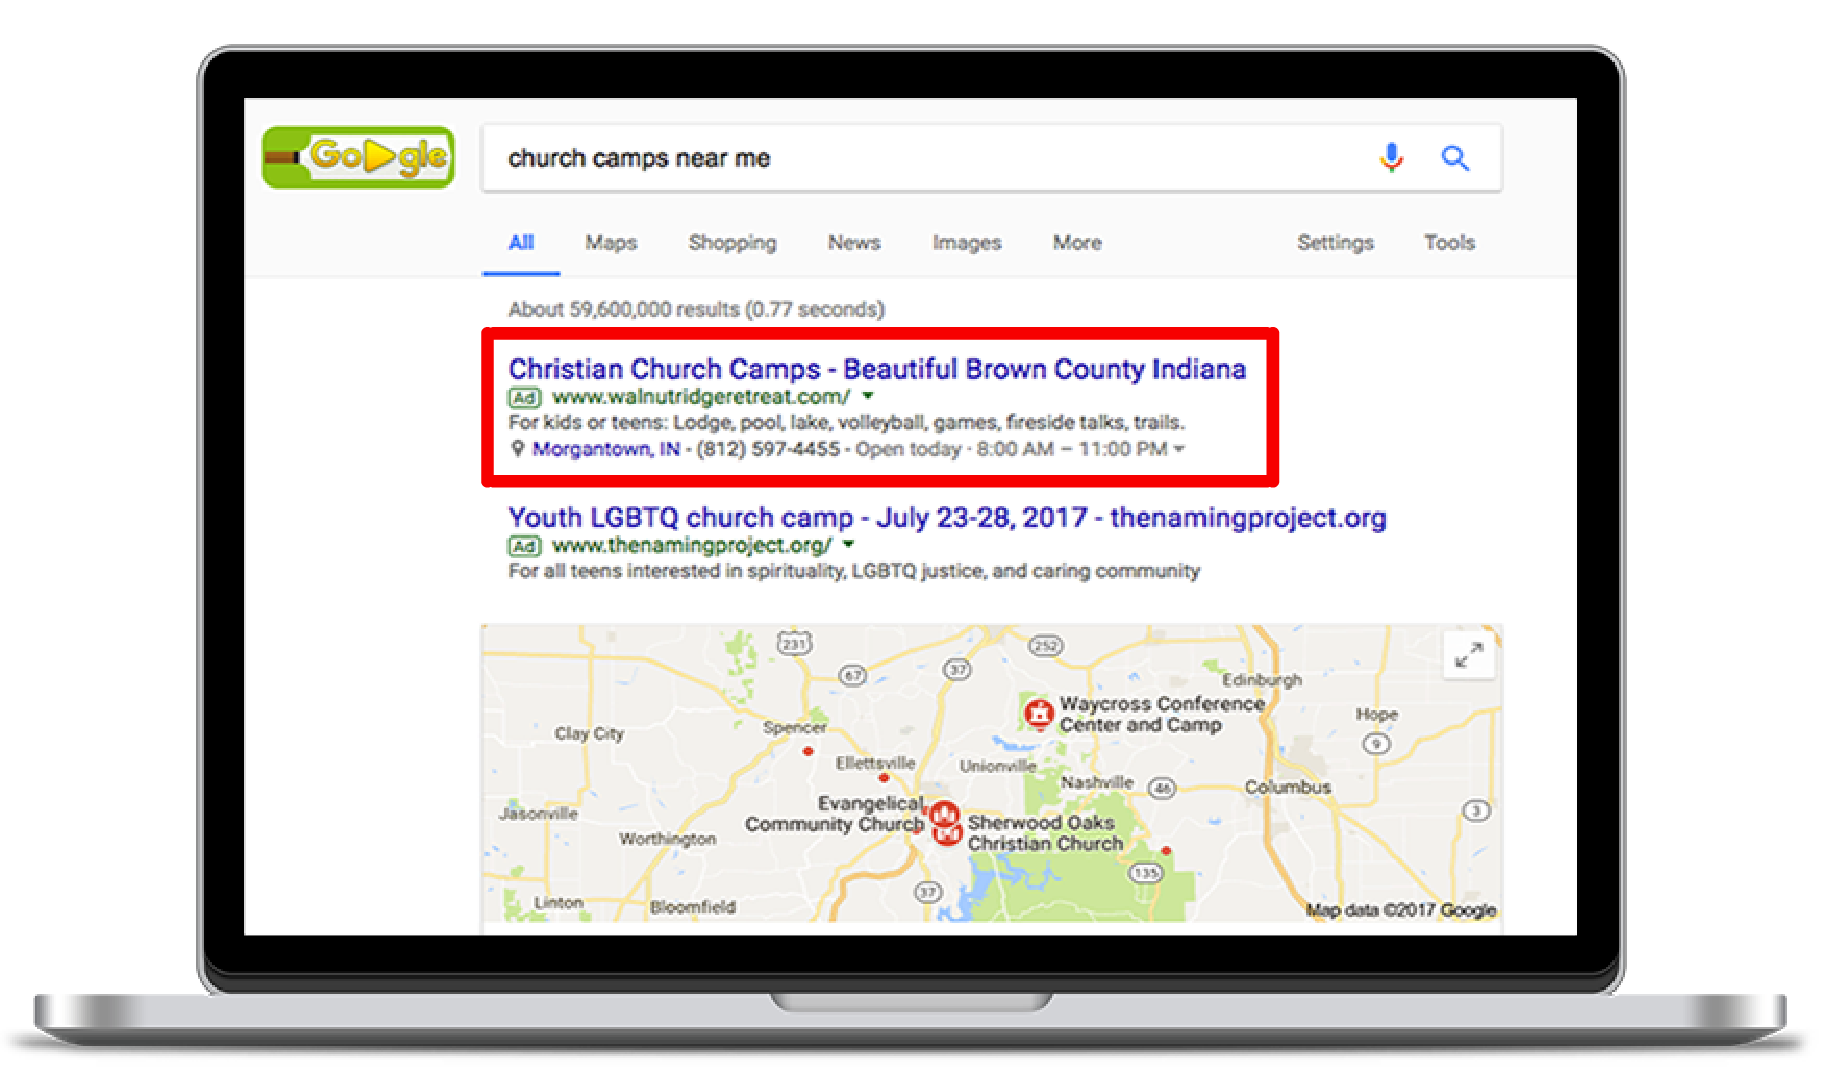 Google
church camps near me
All Maps Shopping News Images More Settings Tools
About 59,600,000 results (0.77 seconds)
Christian Church Camps - Beautiful Brown County Indiana
Ad www.walnutridgeretreat.com/
For kids or teens: Lodge, pool, lake, volleyball, games, fireside talks, trails.
Morgantown, IN - (812) 597-4455 - Open today · 8:00 AM – 11:00 PM
Youth LGBTQ church camp - July 23-28, 2017 - thenamingproject.org
Ad www.thenamingproject.org/
For all teens interested in spirituality, LGBTQ justice, and caring community
231
252
67
37
Edinburgh
Waycross Conference
Center and Camp
Hope
Spencer
Clay City
9
Ellettsville
Unionville
Nashville
46
Columbus
Evangelical
Community Church
Jasonville
3
Sherwood Oaks
Christian Church
Worthington
135
37
Linton
Bloomfield
Map data ©2017 Google